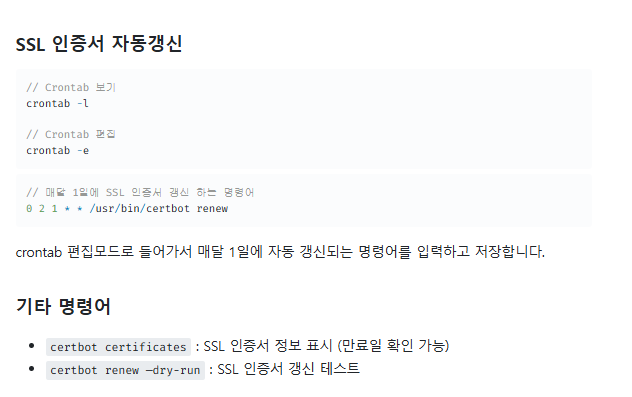 SSL 인증서 자동갱신
// Crontab 보기
crontab -l
// Crontab 편집
crontab -e
// 매달 1일에 SSL 인증서 갱신 하는 명령어
0 2 1 * * /usr/bin/certbot renew
crontab 편집모드로 들어가서 매달 1일에 자동 갱신되는 명령어를 입력하고 저장합니다.
기타 명령어
• certbot certificates : SSL 인증서 정보 표시 (만료일 확인 가능)
• certbot renew —dry-run : SSL 인증서 갱신 테스트